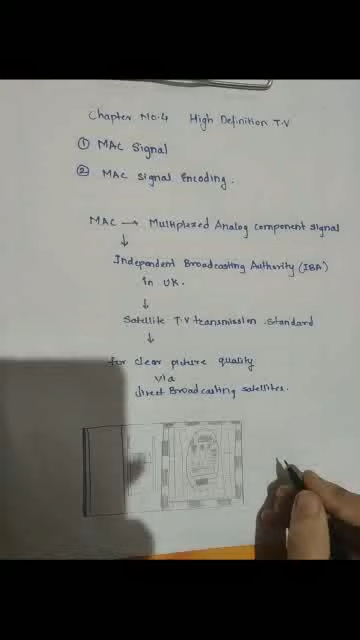 Chapter No.4 High Definition T.V
① MAC Signal
② MAC signal Encoding.
MAC → Multiplexed Analog component signal
↓
Independent Broadcasting Authority (IBA)
in UK.
↓
Satellite T.V transmission standard
↓
for clear picture quality
via
direct Broadcasting satellites.